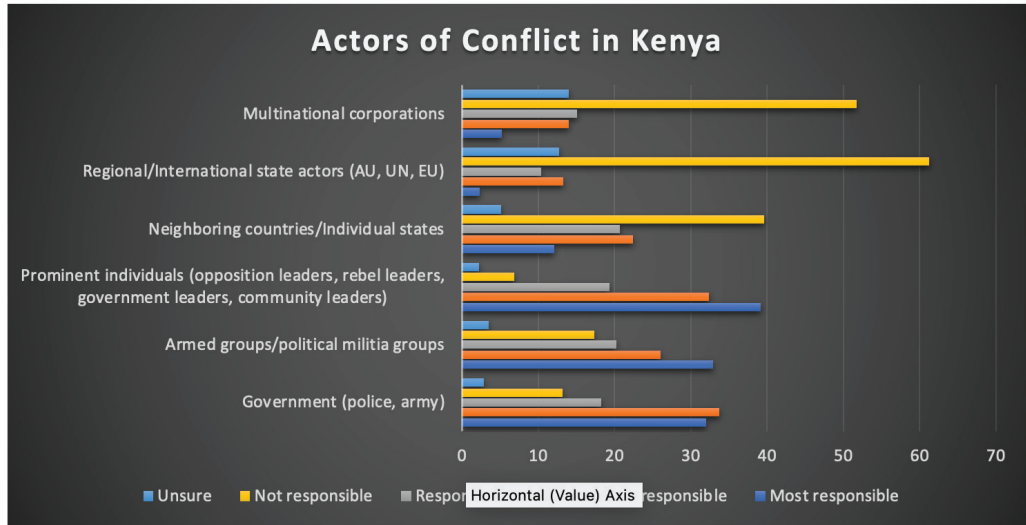 Actors of Conflict in Kenya
Multinational corporations
Regional/International state actors (AU, UN, EU)
Neighboring countries/Individual states
Prominent individuals (opposition leaders, rebel leaders,
government leaders, community leaders)
Armed groups/political militia groups
Government (police, army)
0 10 20 30 40 50 60 70
Unsure Not responsible Horizontal (Value) Axis responsible Most responsible